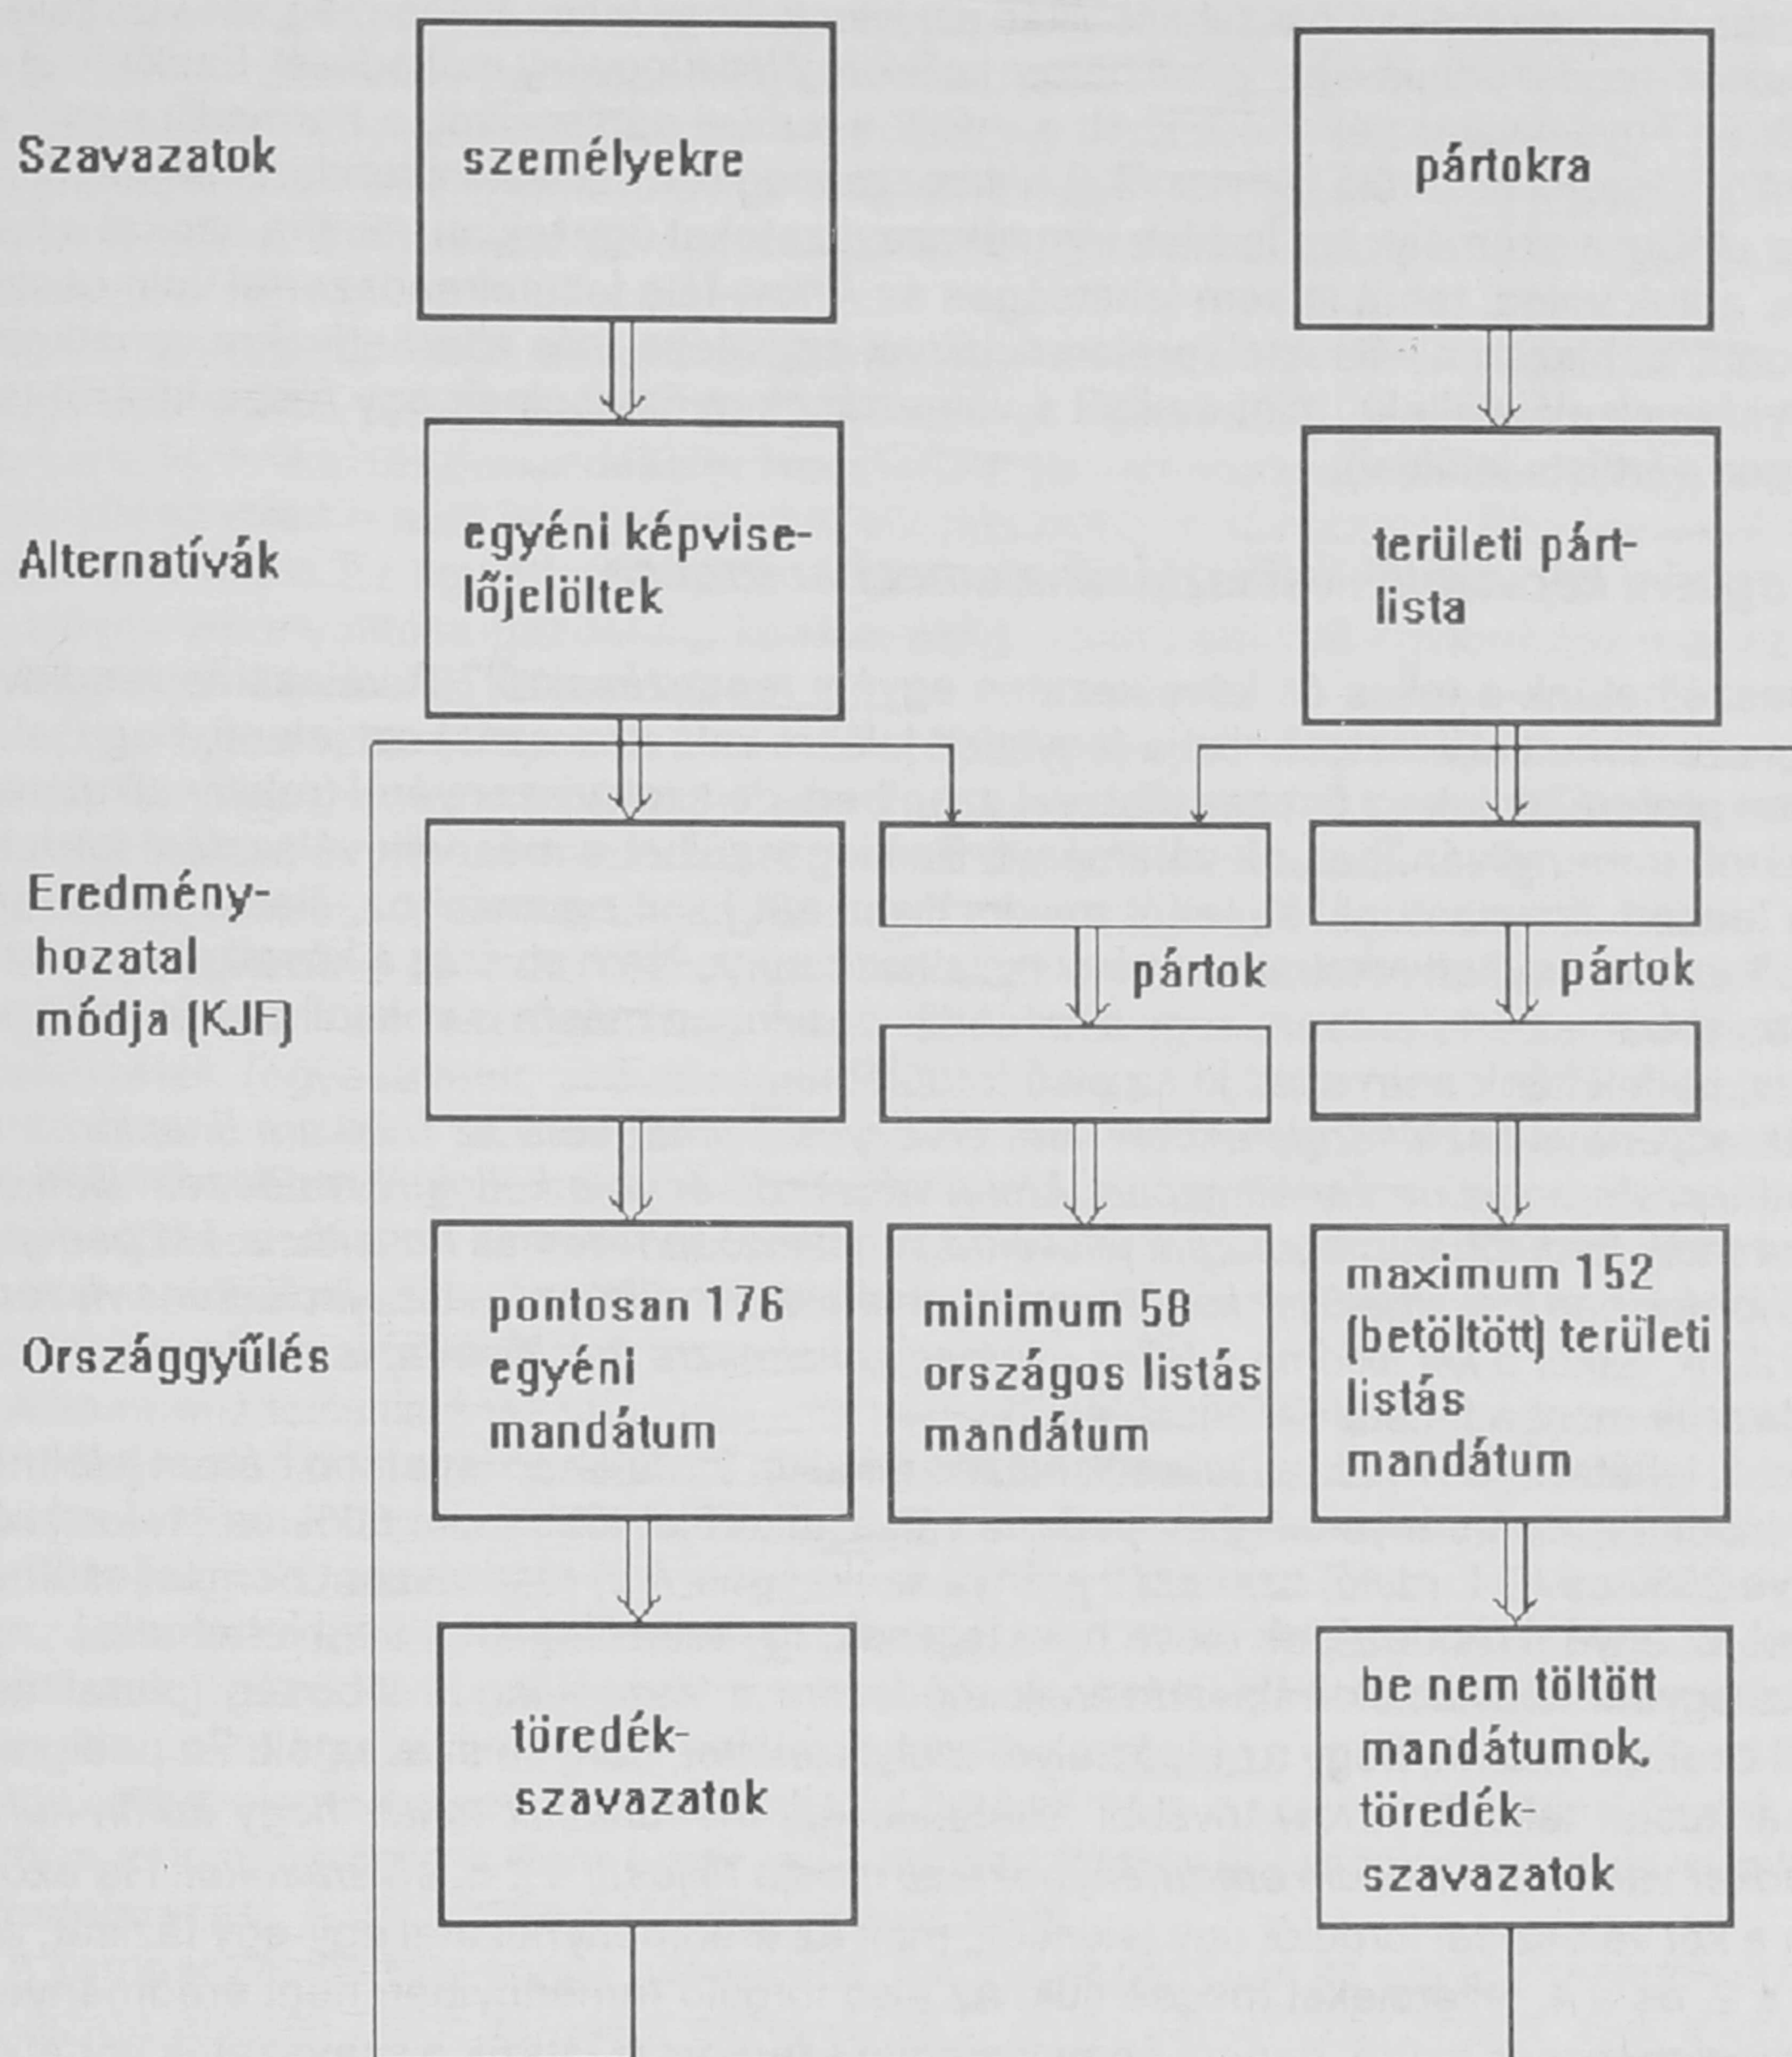 Szavazatok
személyekre
pártokra
Alternatívák
egyéni képvise-
lőjelöltek
területi párt-
lista
Eredmény-
hozatal
módja (KJF)
pártok
pártok
Országgyűlés
pontosan 176
egyéni
mandátum
minimum 58
országos listás
mandátum
maximum 152
(betöltött) területi
listás
mandátum
töredék-
szavazatok
be nem töltött
mandátumok,
töredék-
szavazatok